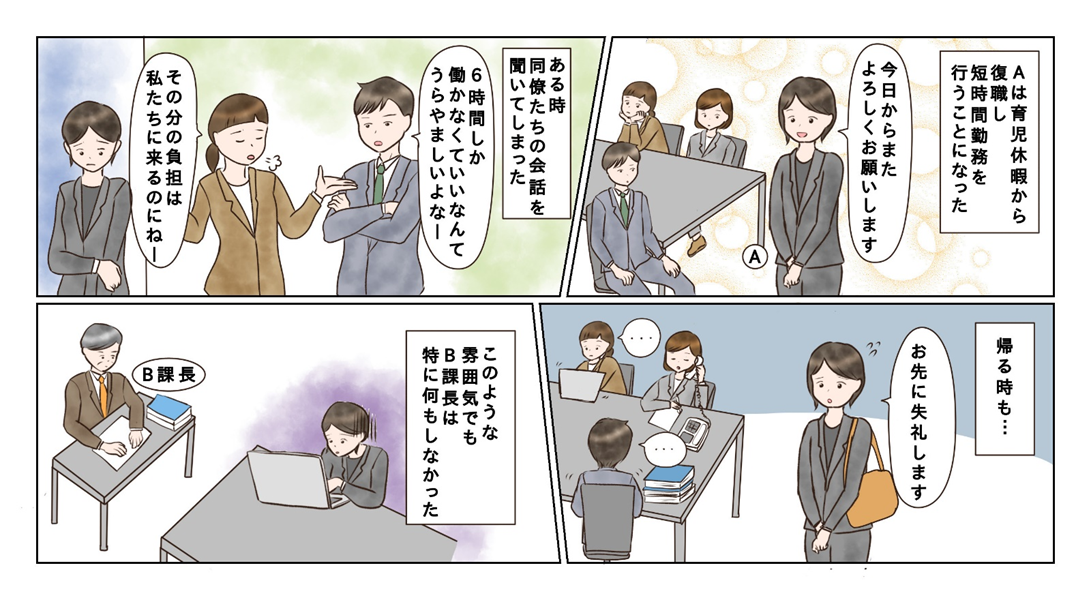 Aは育児休暇から
復職し
短時間勤務を
行うことになった
今日からまた
よろしくお願いします
A
ある時
同僚たちの会話を
聞いてしまった
6時間しか
働かなくていいなんて
うらやましいよなー
その分の負担は
私たちに来るのにねー
帰る時も…
お先に失礼します
・・・
・・・
このような
雰囲気でも
B課長は
特に何もしなかった
B課長